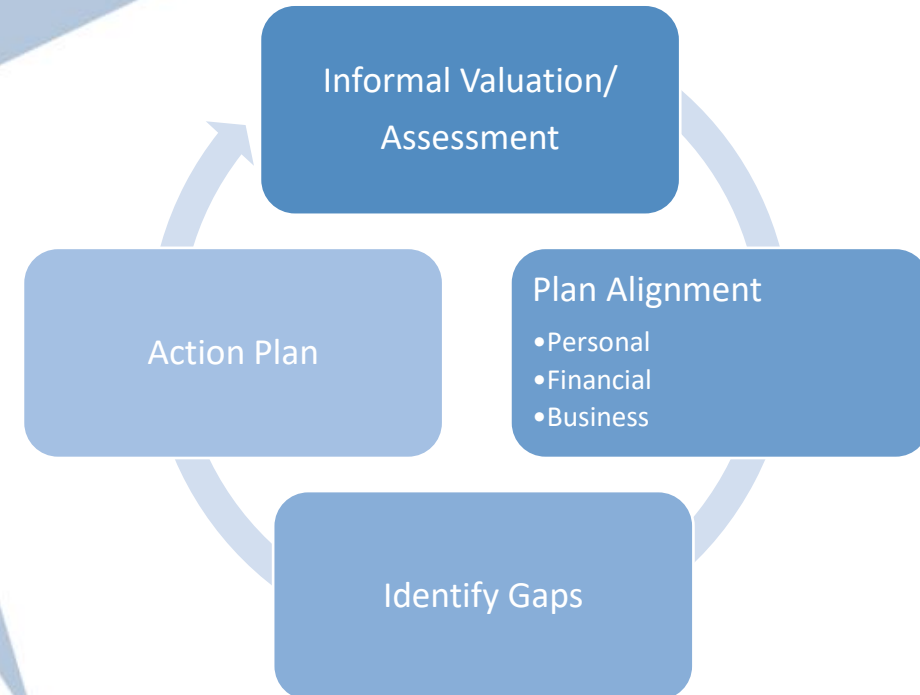 Informal Valuation/
Assessment
Plan Alignment
•Personal
•Financial
•Business
Identify Gaps
Action Plan